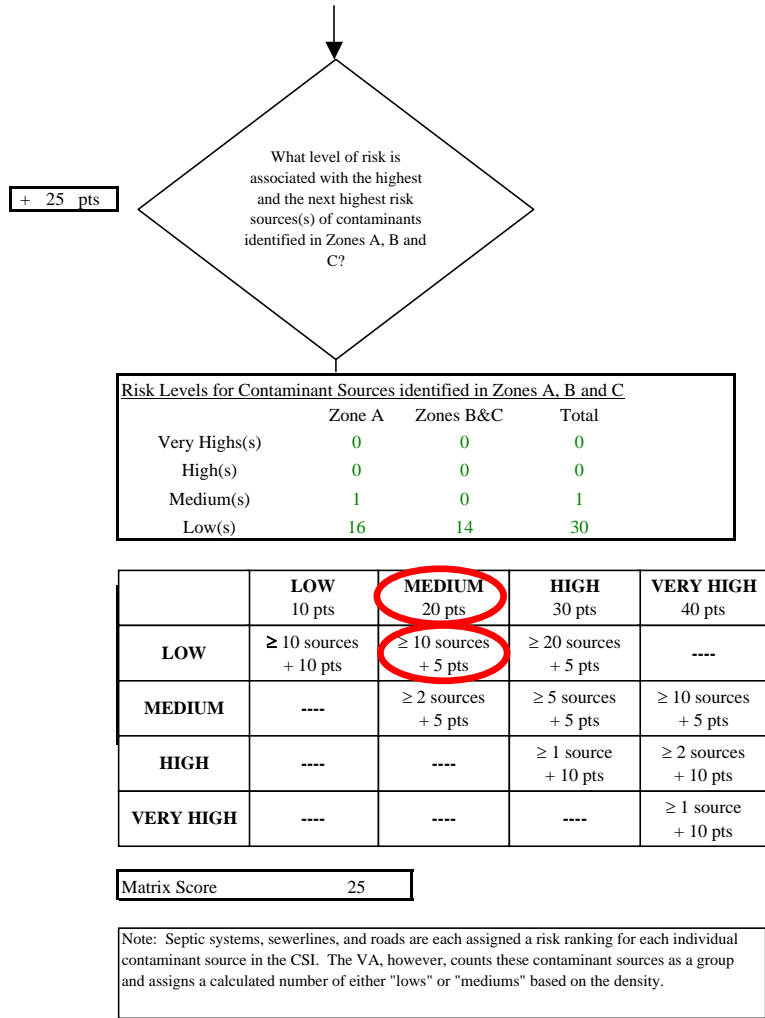 What level of risk is
associated with the highest
and the next highest risk
sources(s) of contaminants
identified in Zones A, B and
C?
+ 25 pts
Risk Levels for Contaminant Sources identified in Zones A, B and C
Zone A Zones B&C Total
Very Highs(s) 0 0 0
High(s) 0 0 0
Medium(s) 1 0 1
Low(s) 16 14 30
LOW MEDIUM HIGH VERY HIGH
10 pts 20 pts 30 pts 40 pts
LOW ≥ 10 sources ≥ 10 sources ≥ 20 sources ----
+ 10 pts + 5 pts + 5 pts
MEDIUM ---- ≥ 2 sources ≥ 5 sources ≥ 10 sources
+ 5 pts + 5 pts + 5 pts
HIGH ---- ---- ≥ 1 source ≥ 2 sources
+ 10 pts + 10 pts
VERY HIGH ---- ---- ---- ≥ 1 source
+ 10 pts
Matrix Score 25
Note: Septic systems, sewerlines, and roads are each assigned a risk ranking for each individual
contaminant source in the CSI. The VA, however, counts these contaminant sources as a group
and assigns a calculated number of either "lows" or "mediums" based on the density.